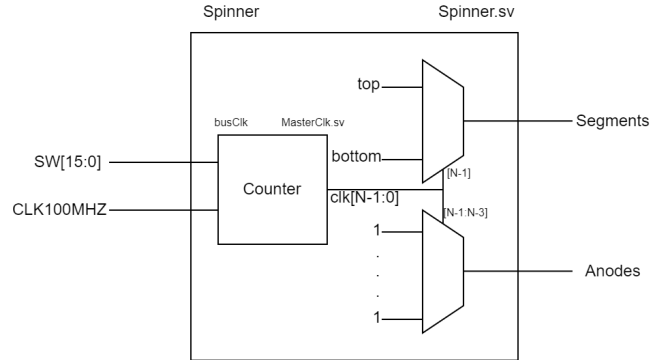 Spinner Spinner.sv
top
busClk MasterClk.sv
Segments
bottom
SW[15:0]
[N-1]
Counter
clk[N-1:0]
CLK100MHZ
[N-1:N-3]
1
.
.
.
.
1
Anodes